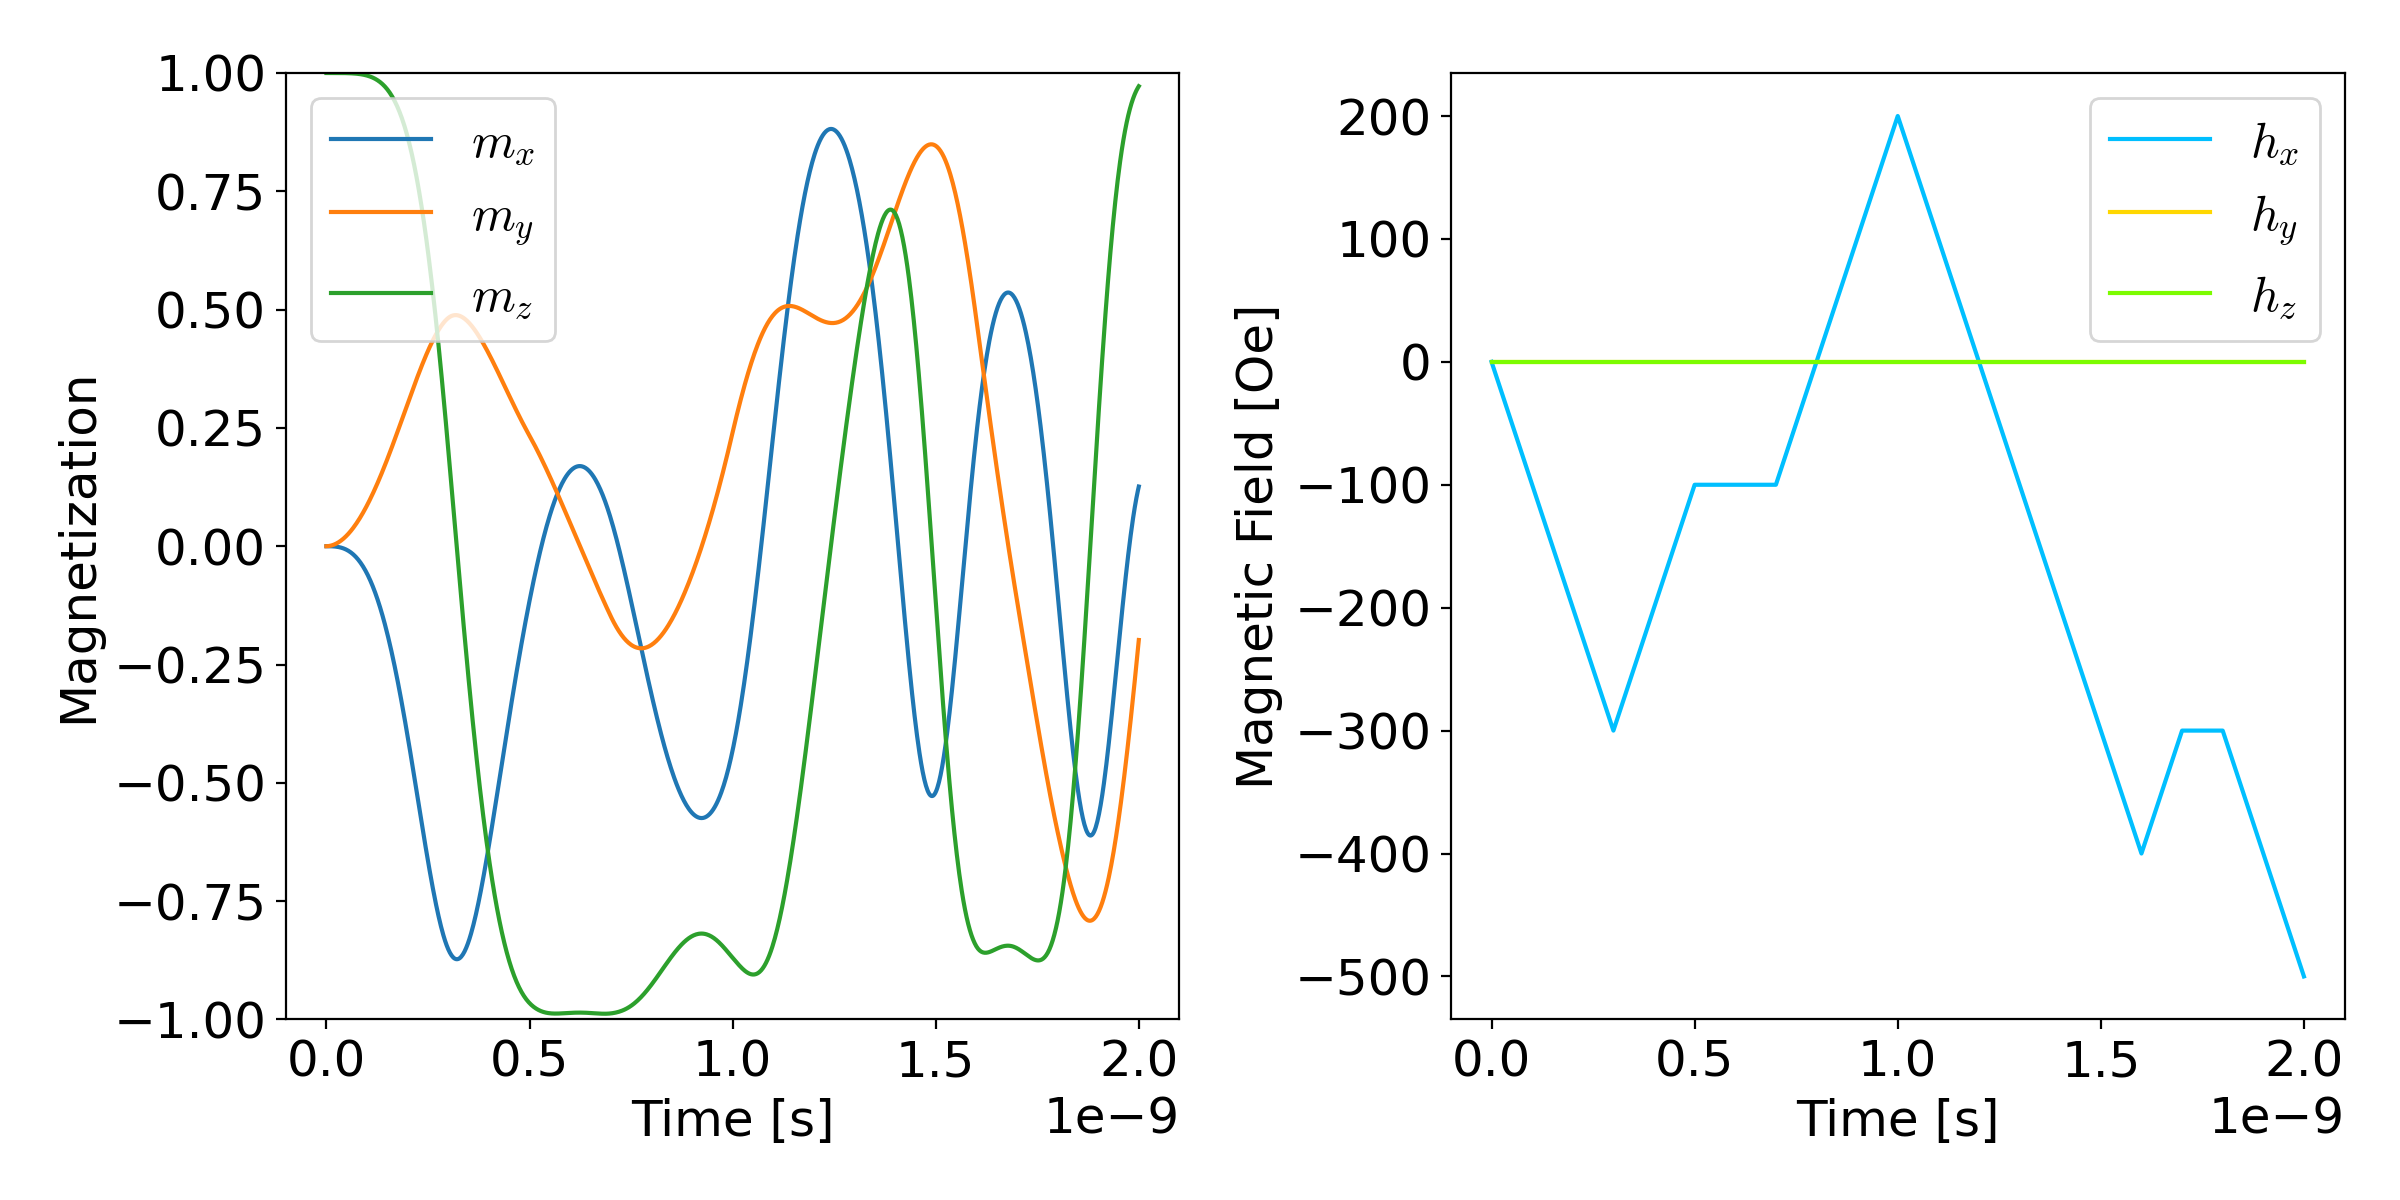 1.00
0.75
0.50
0.25
0.00
−0.25
−0.50
−0.75
−1.00
Magnetization
m_x
m_y
m_z
0.0 0.5 1.0 1.5 2.0
Time [s]
1e−9
200
100
0
−100
−200
−300
−400
−500
Magnetic Field [Oe]
h_x
h_y
h_z
0.0 0.5 1.0 1.5 2.0
Time [s]
1e−9